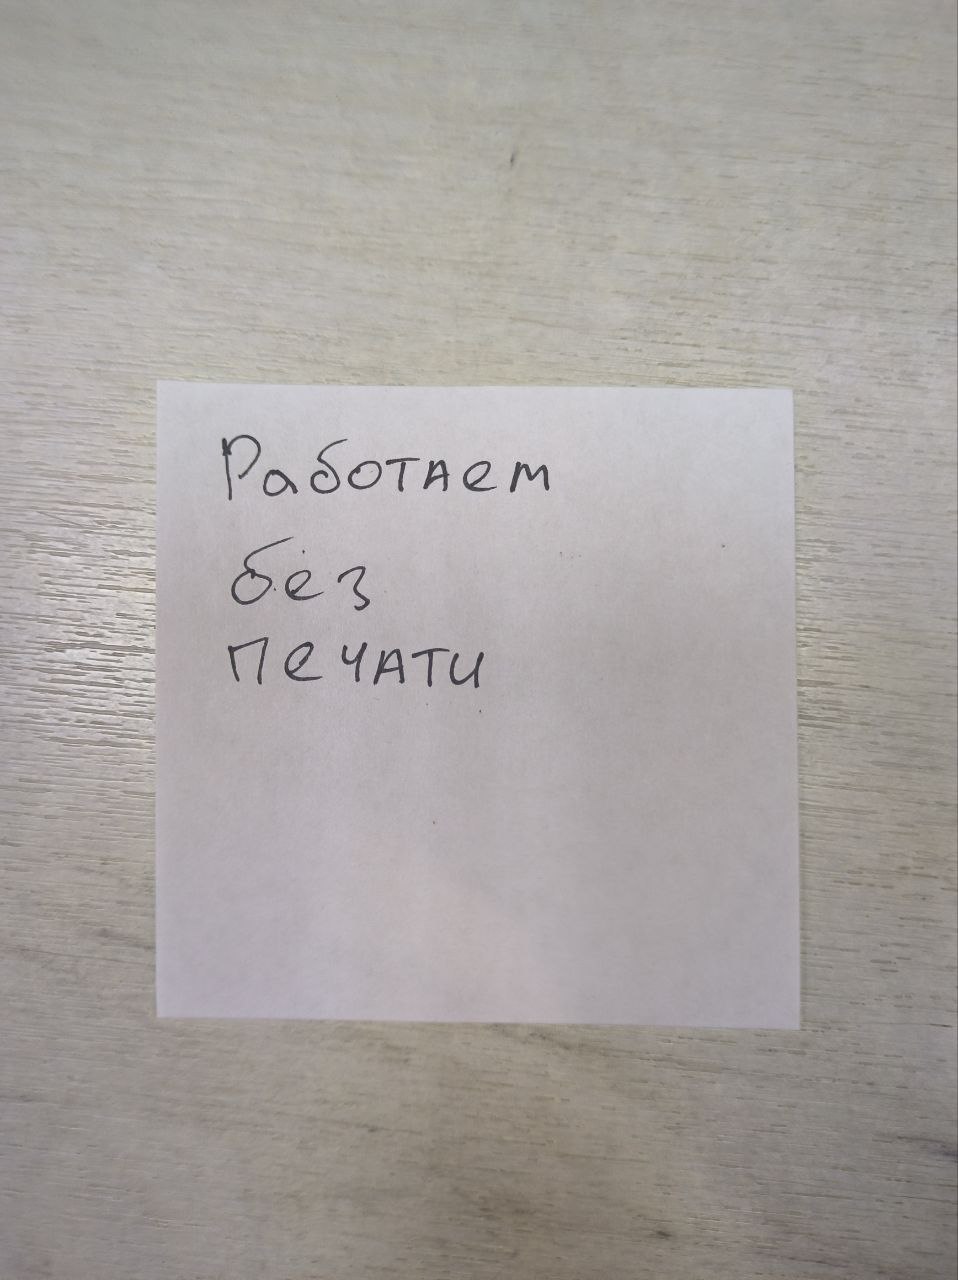 Работаем
без
печати